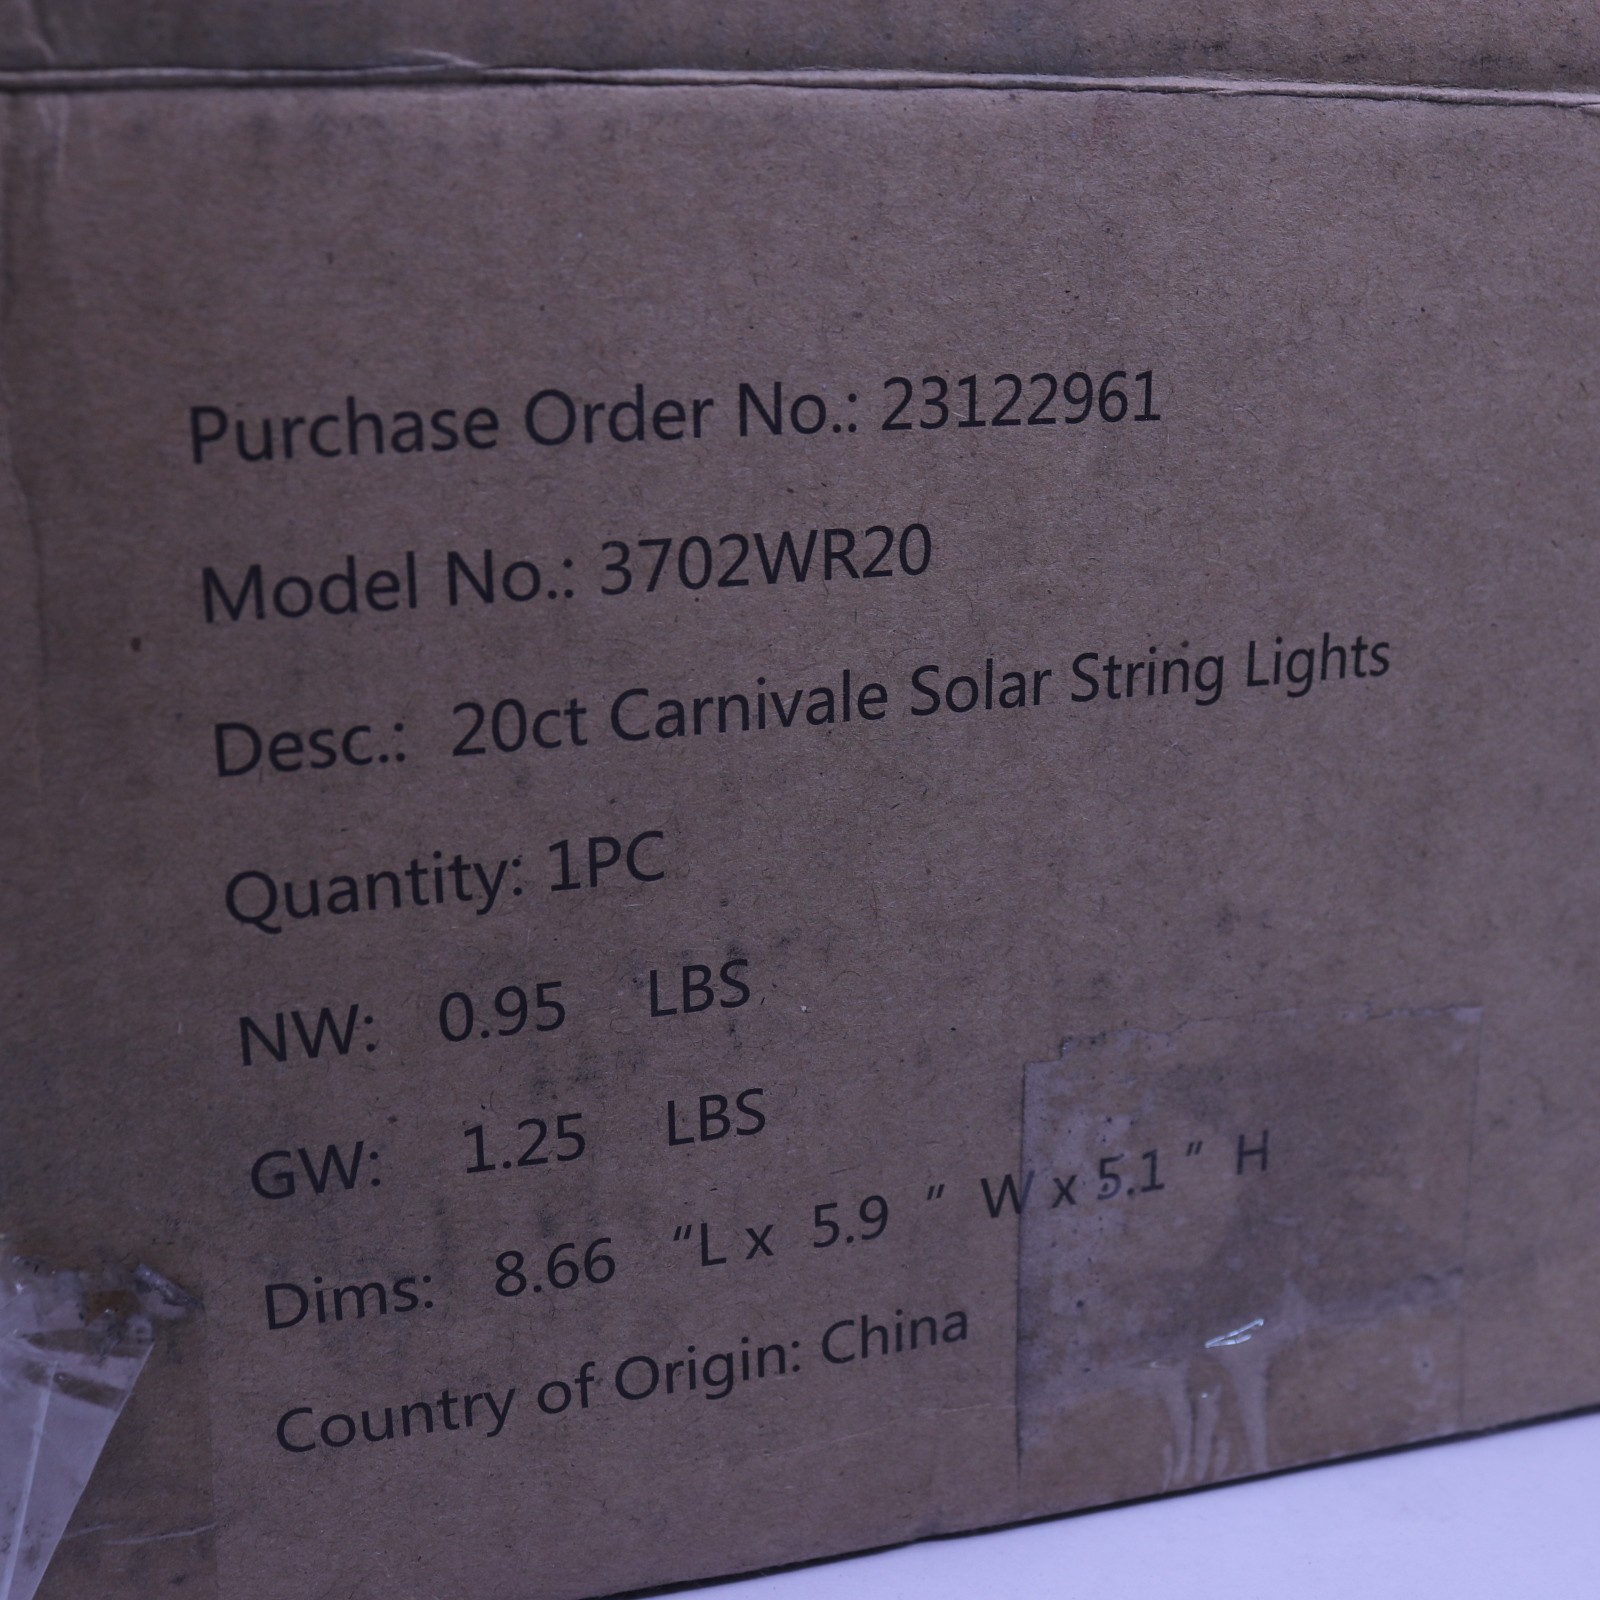 Purchase Order No.: 23122961
Model No.: 3702WR20
Desc.: 20ct Carnivale Solar String Lights
Quantity: 1PC
NW: 0.95 LBS
GW: 1.25 LBS
Dims: 8.66 “L x 5.9 ” W x 5.1 ” H
Country of Origin: China